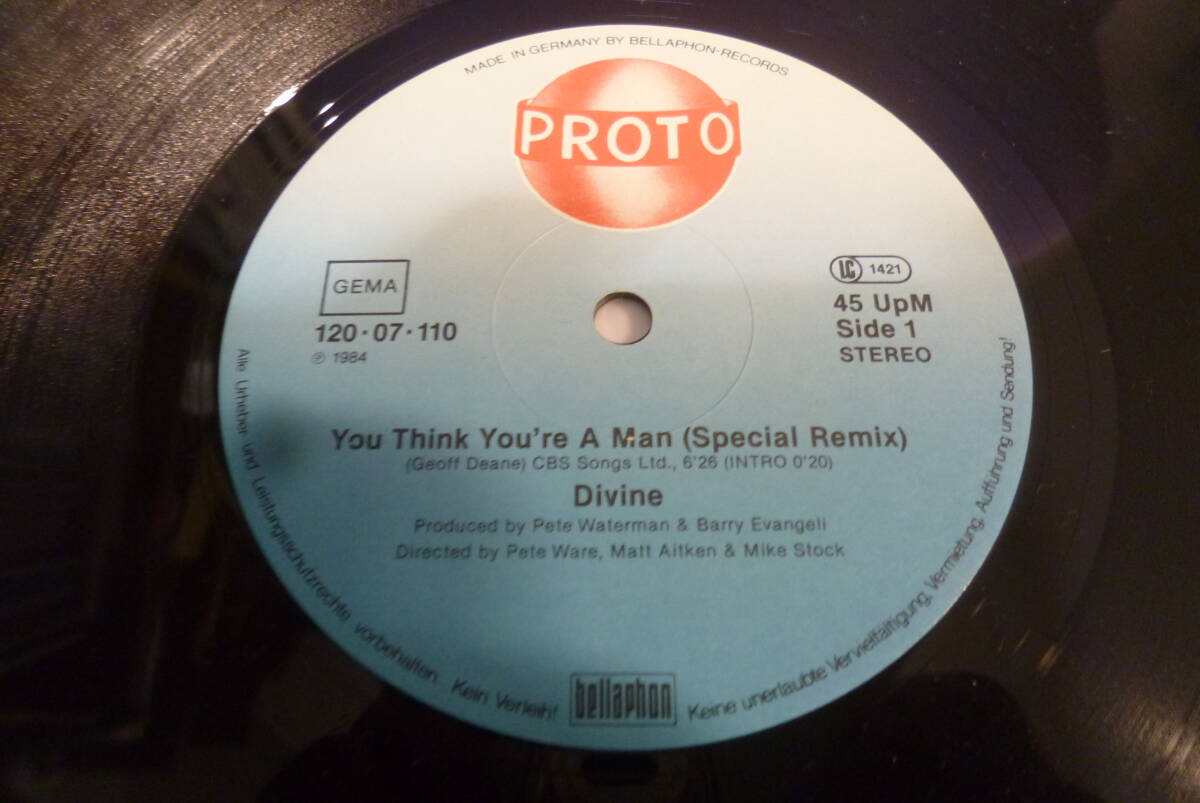 MADE IN GERMANY BY BELLAPHON-RECORDS
PROTO
GEMA
120·07·110
℗ 1984
LC 1421
45 UpM
Side 1
STEREO
You Think You're A Man (Special Remix)
(Geoff Deane) CBS Songs Ltd., 6'26 (INTRO 0'20)
Divine
Produced by Pete Waterman & Barry Evangeli
Directed by Pete Ware, Matt Aitken & Mike Stock
Alle Urheber und Leistungsschutzrechte vorbehalten. Kein Verleih!
bellaphon
Keine unerlaubte Vervielfältigung, Vermietung, Aufführung und Sendung!